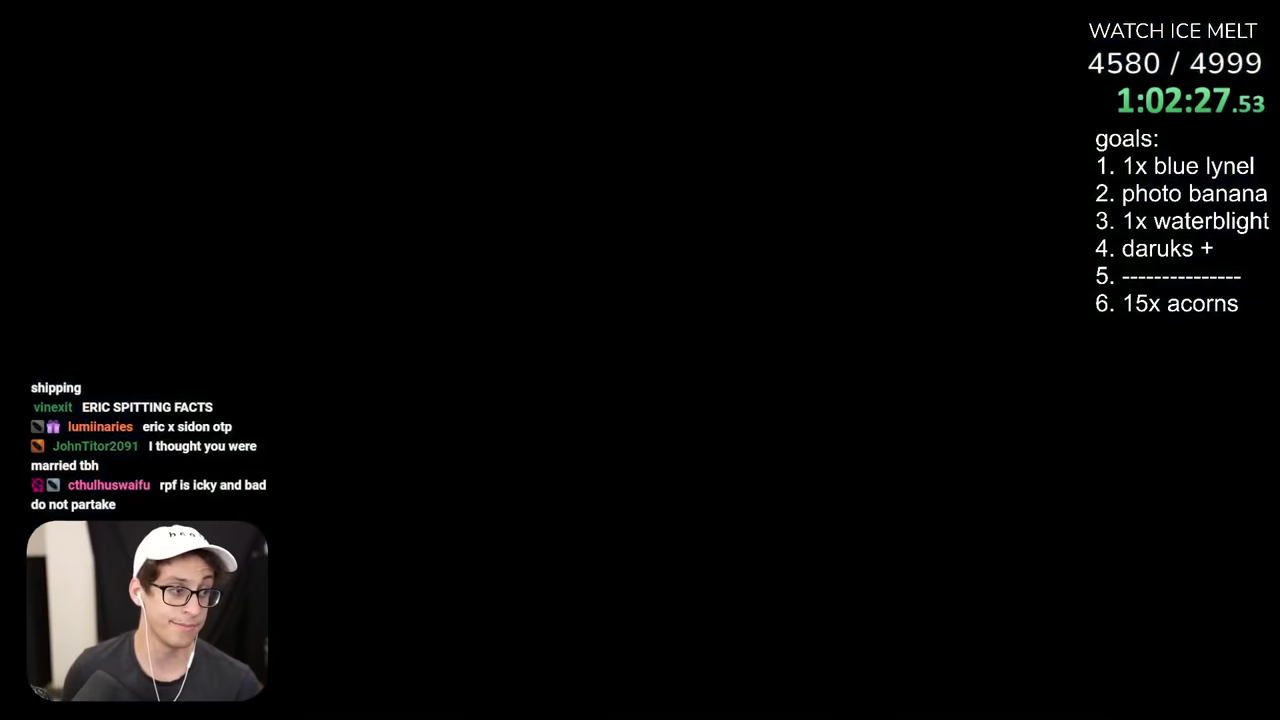 WATCH ICE MELT
4580 / 4999
1:02:27.53
goals:
1. 1x blue lynel
2. photo banana
3. 1x waterblight
4. daruks +
5. ---------------
6. 15x acorns
shipping
vinexit ERIC SPITTING FACTS
lumiinaries eric x sidon otp
JohnTitor2091 I thought you were
married tbh
cthulhuswaifu rpf is icky and bad
do not partake